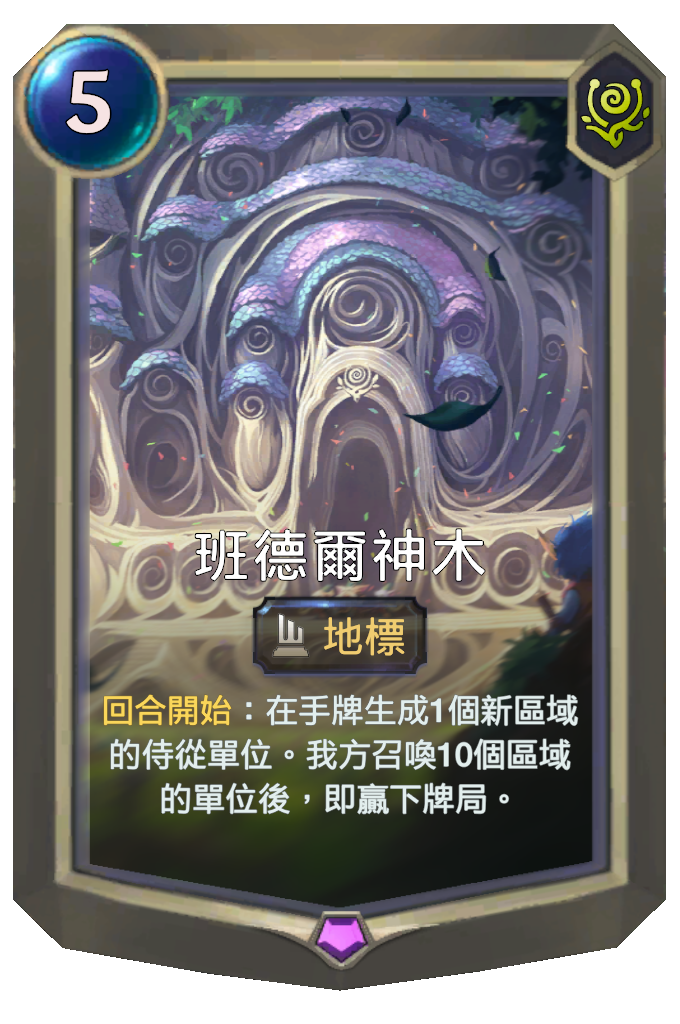 5
班德爾神木
地標
回合開始：在手牌生成1個新區域
的侍從單位。我方召喚10個區域
的單位後，即贏下牌局。